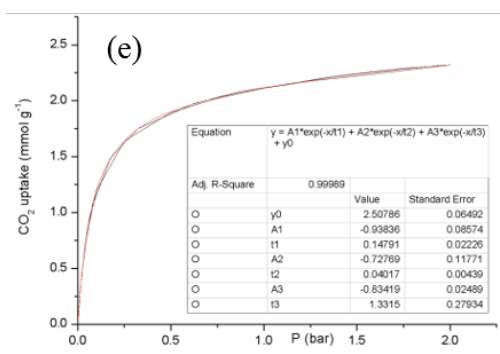 (e)
CO2 uptake (mmol g-1)
2.5
2.0
1.5
1.0
0.5
0.0
Equation y = A1*exp(-x/t1) + A2*exp(-x/t2) + A3*exp(-x/t3)
+ y0
Adj. R-Square 0.99989
Value Standard Error
O y0 2.50786 0.06492
O A1 -0.93836 0.08574
O t1 0.14791 0.02226
O A2 -0.72769 0.11771
O t2 0.04017 0.00439
O A3 -0.83419 0.02489
O t3 1.3315 0.27934
0.0 0.5 1.0 1.5 2.0
P (bar)